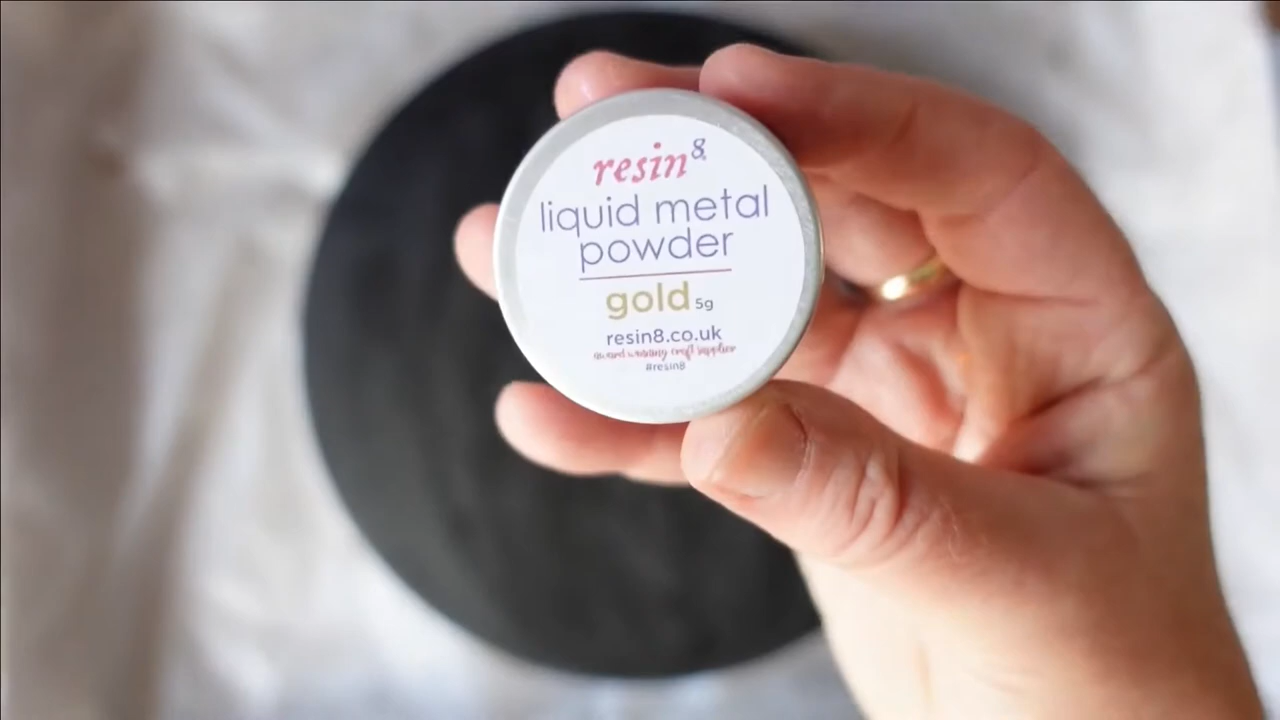 resin8
liquid metal
powder
gold 5g
resin8.co.uk
award winning craft supplier
#resin8